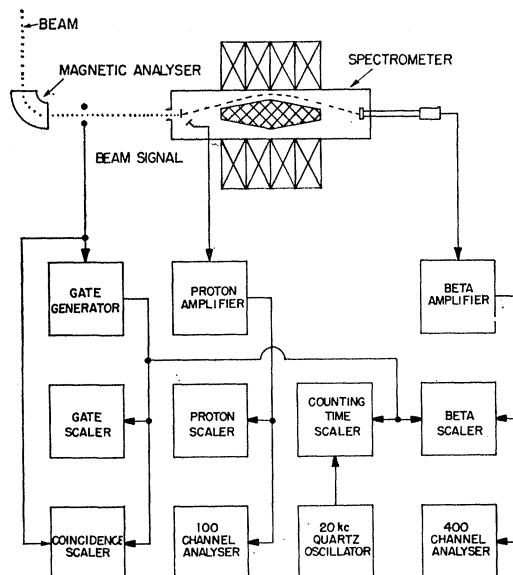 BEAM
MAGNETIC ANALYSER
SPECTROMETER
BEAM SIGNAL
GATE
GENERATOR
PROTON
AMPLIFIER
BETA
AMPLIFIER
GATE
SCALER
PROTON
SCALER
COUNTING
TIME
SCALER
BETA
SCALER
COINCIDENCE
SCALER
100
CHANNEL
ANALYSER
20 kc
QUARTZ
OSCILLATOR
400
CHANNEL
ANALYSER